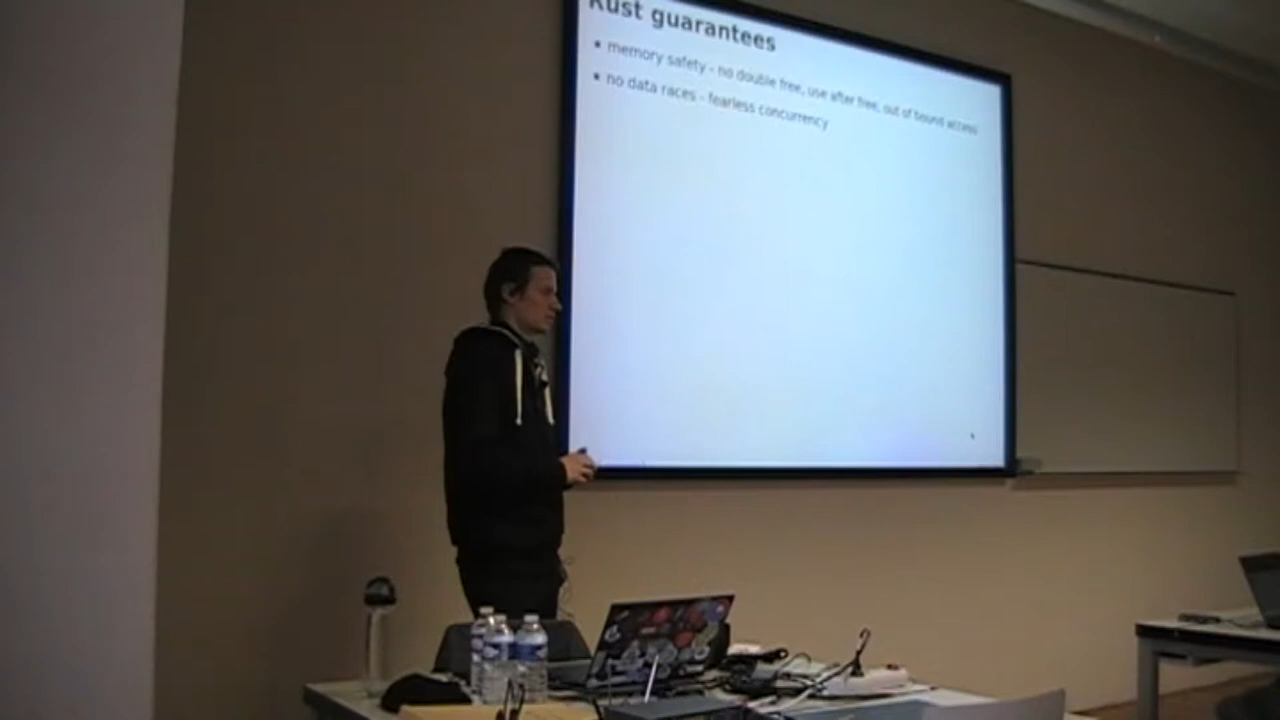 Rust guarantees
▪ memory safety - no double free, use after free, out of bound access
▪ no data races - fearless concurrency